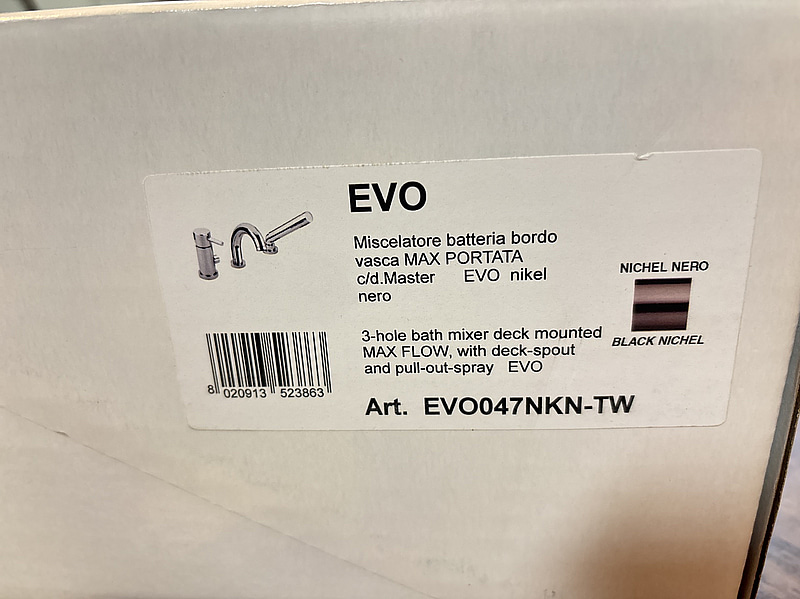 EVO
Miscelatore batteria bordo
vasca MAX PORTATA
c/d.Master EVO nikel
nero
NICHEL NERO
BLACK NICHEL
3-hole bath mixer deck mounted
MAX FLOW, with deck-spout
and pull-out-spray EVO
8 020913 523863
Art. EVO047NKN-TW